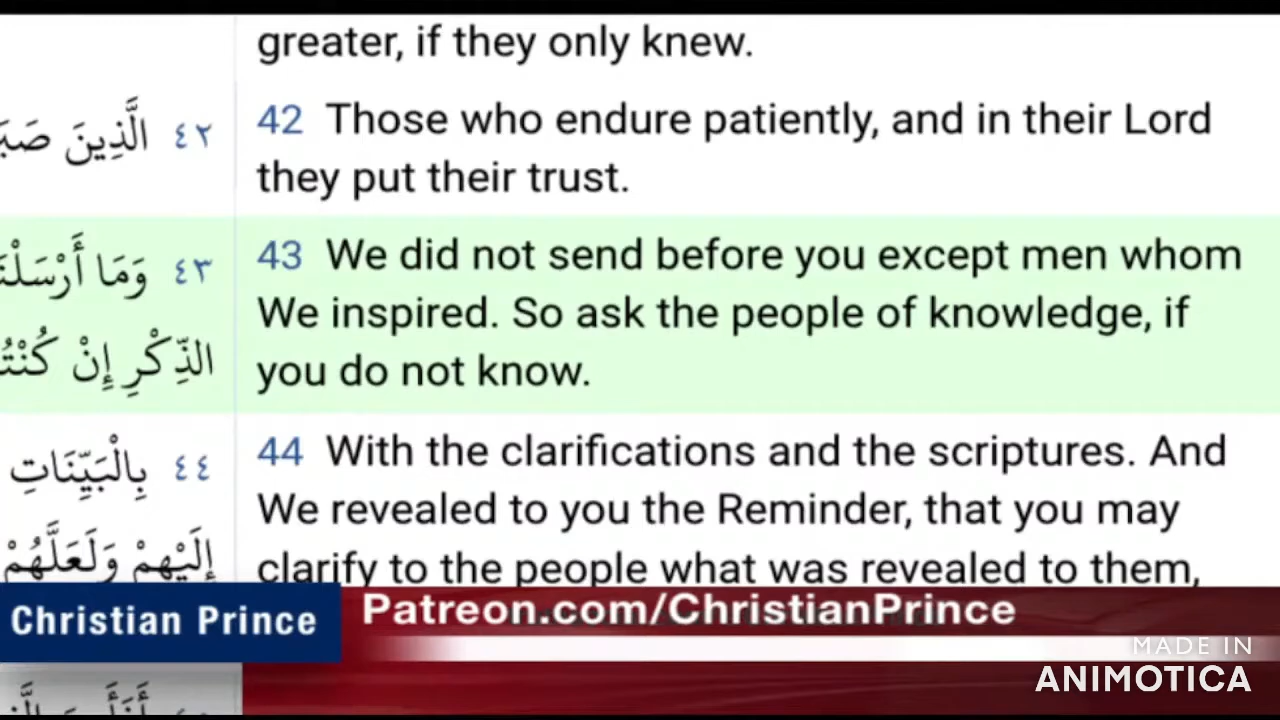 greater, if they only knew.
٤٢ الَّذِينَ
42 Those who endure patiently, and in their Lord
they put their trust.
٤٣ وَمَا
43 We did not send before you except men whom
We inspired. So ask the people of knowledge, if
الذِّكْرِ إِنْ
you do not know.
٤٤ بِالْبَيِّنَاتِ
44 With the clarifications and the scriptures. And
We revealed to you the Reminder, that you may
إِلَيْهِمْ وَلَعَلَّهُمْ
clarify to the people what was revealed to them,
Christian Prince
Patreon.com/ChristianPrince
MADE IN
ANIMOTICA